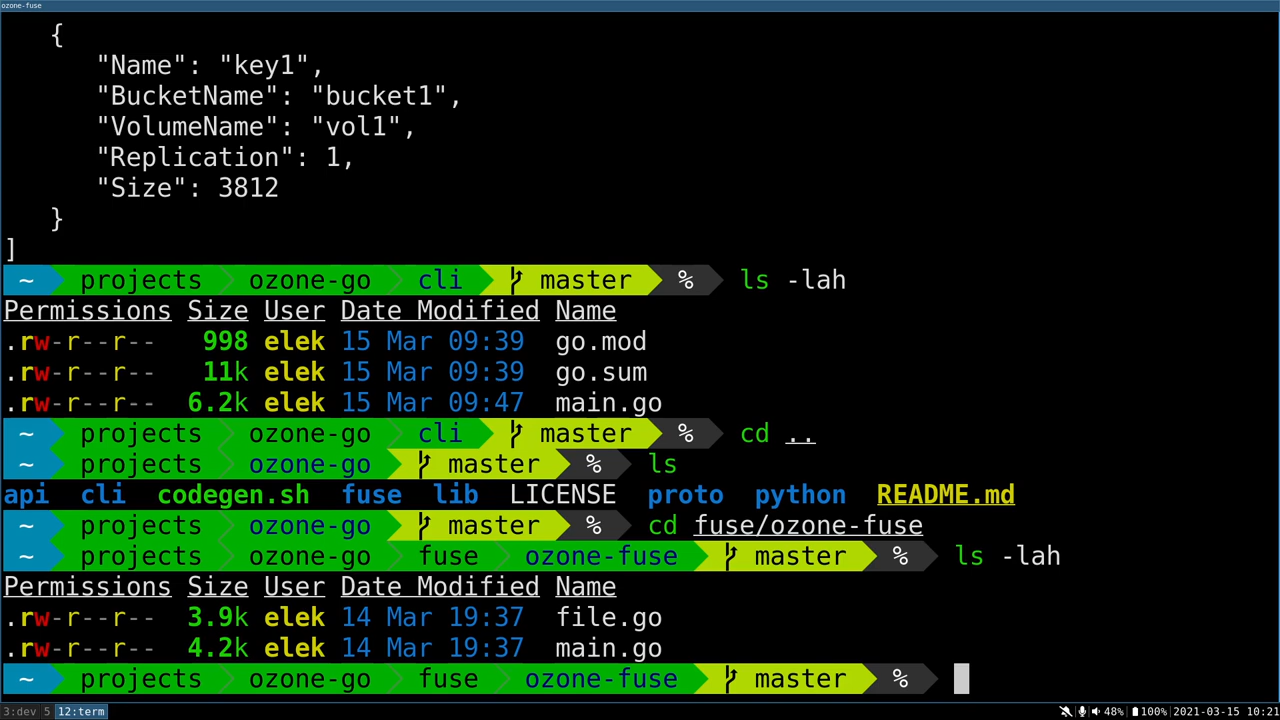 ozone-fuse
{
"Name": "key1",
"BucketName": "bucket1",
"VolumeName": "vol1",
"Replication": 1,
"Size": 3812
}
]
~ projects ozone-go cli master % ls -lah
Permissions Size User Date Modified Name
.rw-r--r-- 998 elek 15 Mar 09:39 go.mod
.rw-r--r-- 11k elek 15 Mar 09:39 go.sum
.rw-r--r-- 6.2k elek 15 Mar 09:47 main.go
~ projects ozone-go cli master % cd ..
~ projects ozone-go master % ls
api cli codegen.sh fuse lib LICENSE proto python README.md
~ projects ozone-go master % cd fuse/ozone-fuse
~ projects ozone-go fuse ozone-fuse master % ls -lah
Permissions Size User Date Modified Name
.rw-r--r-- 3.9k elek 14 Mar 19:37 file.go
.rw-r--r-- 4.2k elek 14 Mar 19:37 main.go
~ projects ozone-go fuse ozone-fuse master %
3:dev 5 12:term 48% 100% 2021-03-15 10:21